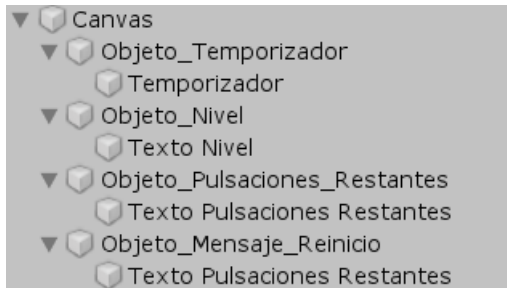 Canvas
Objeto_Temporizador
Temporizador
Objeto_Nivel
Texto Nivel
Objeto_Pulsaciones_Restantes
Texto Pulsaciones Restantes
Objeto_Mensaje_Reinicio
Texto Pulsaciones Restantes